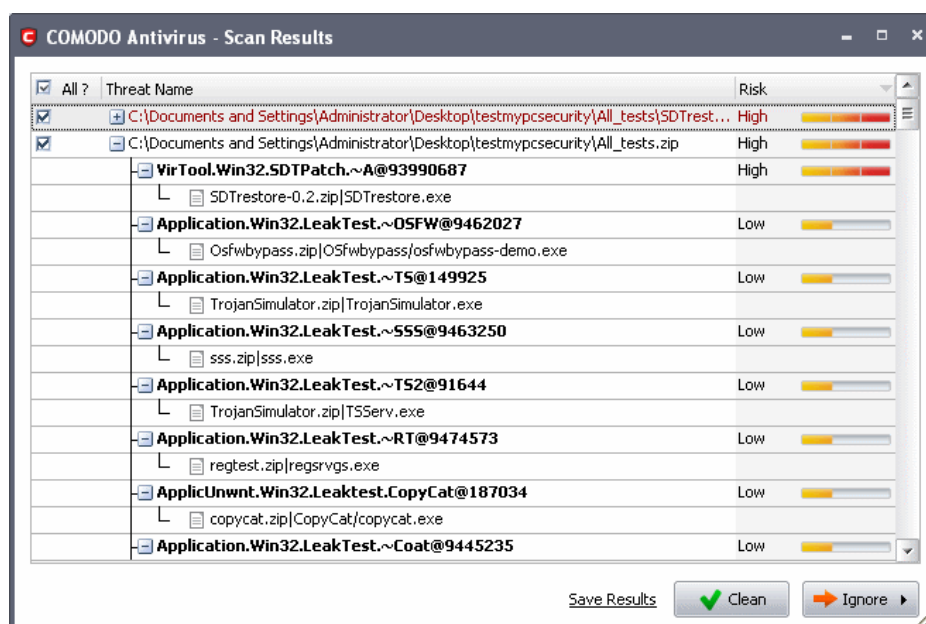 COMODO Antivirus - Scan Results
All ? Threat Name Risk
C:\Documents and Settings\Administrator\Desktop\testmypcsecurity\All_tests\SDTrest... High
C:\Documents and Settings\Administrator\Desktop\testmypcsecurity\All_tests.zip High
VirTool.Win32.SDTPatch.~A@93990687 High
SDTrestore-0.2.zip|SDTrestore.exe
Application.Win32.LeakTest.~OSFW@9462027 Low
Osfwbypass.zip|OSfwbypass/osfwbypass-demo.exe
Application.Win32.LeakTest.~TS@149925 Low
TrojanSimulator.zip|TrojanSimulator.exe
Application.Win32.LeakTest.~SSS@9463250 Low
sss.zip|sss.exe
Application.Win32.LeakTest.~TS2@91644 Low
TrojanSimulator.zip|TSServ.exe
Application.Win32.LeakTest.~RT@9474573 Low
regtest.zip|regsrvgs.exe
ApplicUnwnt.Win32.Leaktest.CopyCat@187034 Low
copycat.zip|CopyCat/copycat.exe
Application.Win32.LeakTest.~Coat@9445235 Low
Save Results Clean Ignore